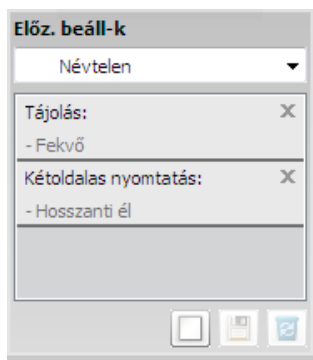 Előz. beáll-k
Névtelen
Tájolás:
- Fekvő
Kétoldalas nyomtatás:
- Hosszanti él